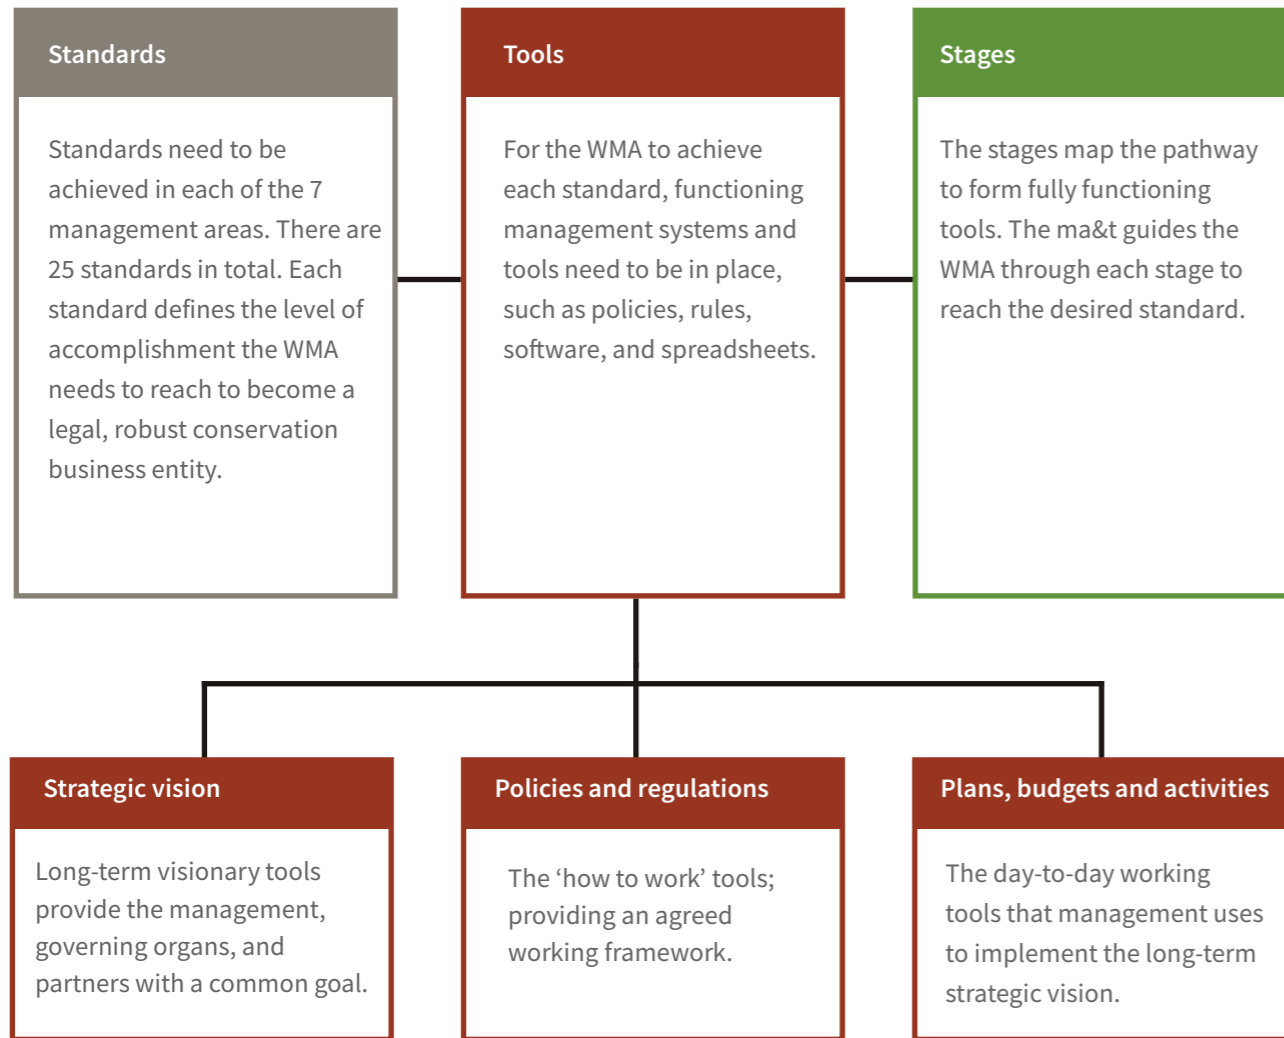 Standards
Standards need to be
achieved in each of the 7
management areas. There are
25 standards in total. Each
standard defines the level of
accomplishment the WMA
needs to reach to become a
legal, robust conservation
business entity.
Tools
For the WMA to achieve
each standard, functioning
management systems and
tools need to be in place,
such as policies, rules,
software, and spreadsheets.
Stages
The stages map the pathway
to form fully functioning
tools. The ma&t guides the
WMA through each stage to
reach the desired standard.
Strategic vision
Long-term visionary tools
provide the management,
governing organs, and
partners with a common goal.
Policies and regulations
The ‘how to work’ tools;
providing an agreed
working framework.
Plans, budgets and activities
The day-to-day working
tools that management uses
to implement the long-term
strategic vision.